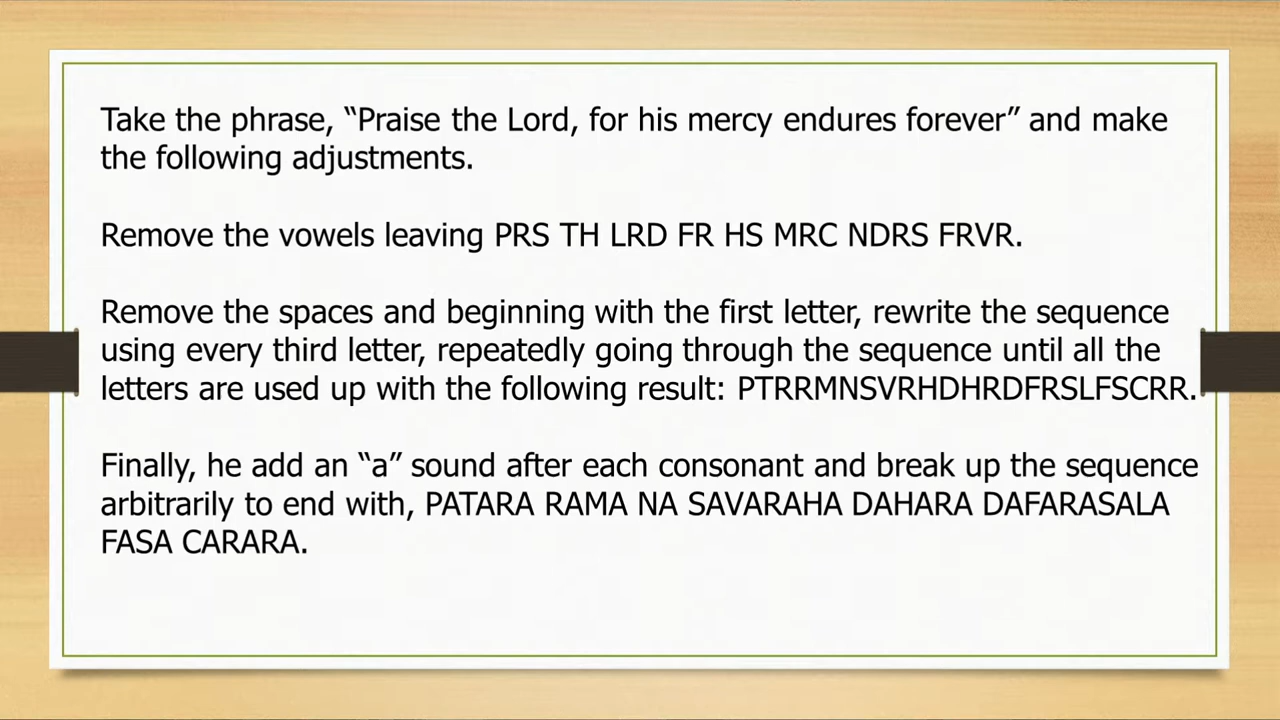 Take the phrase, “Praise the Lord, for his mercy endures forever” and make
the following adjustments.
Remove the vowels leaving PRS TH LRD FR HS MRC NDRS FRVR.
Remove the spaces and beginning with the first letter, rewrite the sequence
using every third letter, repeatedly going through the sequence until all the
letters are used up with the following result: PTRRMNSVRHDHRDFRSLFSCRR.
Finally, he add an “a” sound after each consonant and break up the sequence
arbitrarily to end with, PATARA RAMA NA SAVARAHA DAHARA DAFARASALA
FASA CARARA.